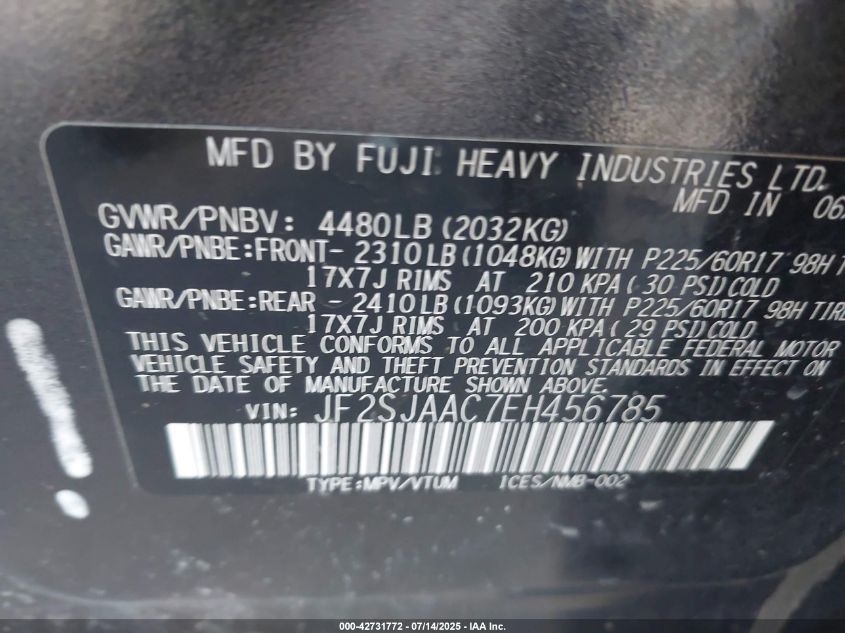 MFD BY FUJI HEAVY INDUSTRIES LTD.
MFD IN 06
GVWR/PNBV: 4480LB (2032KG)
GAWR/PNBE:FRONT- 2310LB (1048KG) WITH P225/60R17 98H
17X7J RIMS AT 210 KPA (30 PSI) COLD
GAWR/PNBE:REAR - 2410LB (1093KG) WITH P225/60R17 98H TIRE
17X7J RIMS AT 200 KPA (29 PSI) COLD.
THIS VEHICLE CONFORMS TO ALL APPLICABLE FEDERAL MOTOR
VEHICLE SAFETY AND THEFT PREVENTION STANDARDS IN EFFECT ON
THE DATE OF MANUFACTURE SHOWN ABOVE.
VIN: JF2SJAAC7EH456785
TYPE:MPV/VTUM ICES/NMB-002
000-42731772 - 07/14/2025 - IAA Inc.